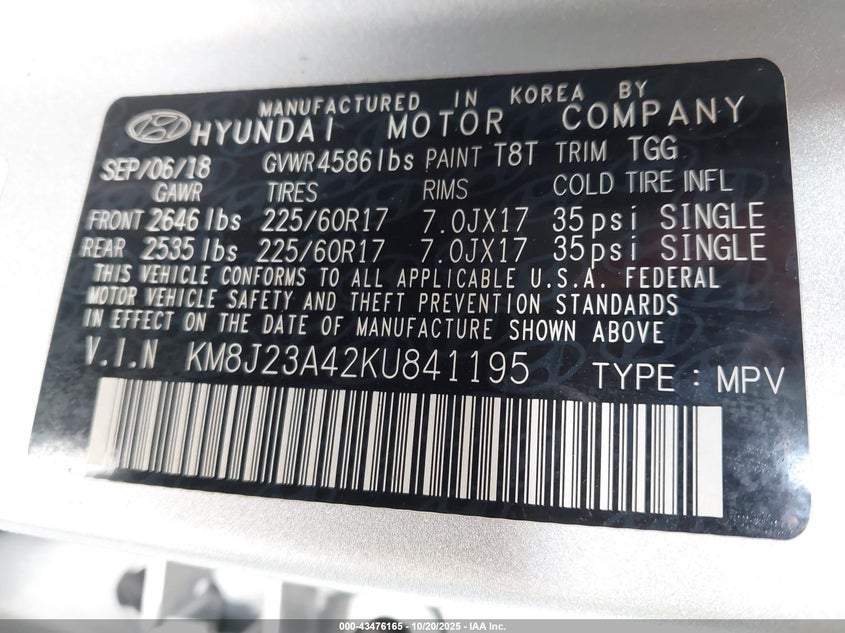 MANUFACTURED IN KOREA BY
HYUNDAI MOTOR COMPANY
SEP/06/18 GVWR 4586lbs PAINT T8T TRIM TGG
GAWR TIRES RIMS COLD TIRE INFL
FRONT 2646 lbs 225/60R17 7.0JX17 35psi SINGLE
REAR 2535 lbs 225/60R17 7.0JX17 35psi SINGLE
THIS VEHICLE CONFORMS TO ALL APPLICABLE U.S.A. FEDERAL
MOTOR VEHICLE SAFETY AND THEFT PREVENTION STANDARDS
IN EFFECT ON THE DATE OF MANUFACTURE SHOWN ABOVE
V.I.N KM8J23A42KU841195 TYPE : MPV
000-43476165 | 10/20/2025 - IAA Inc.